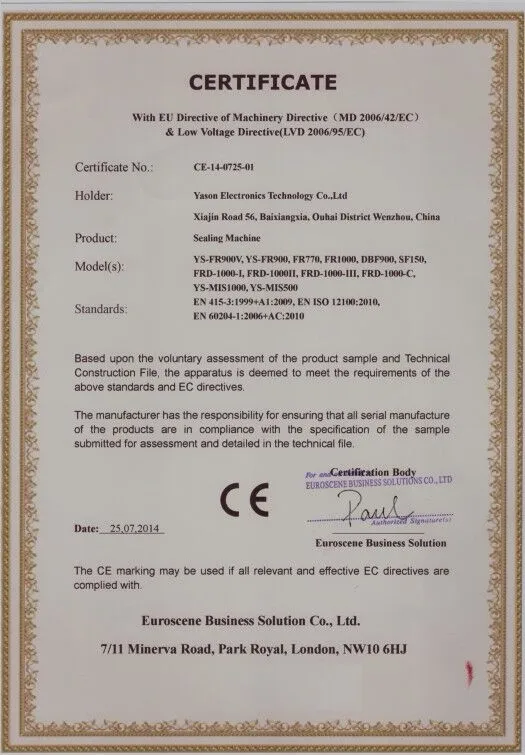 CERTIFICATE
With EU Directive of Machinery Directive (MD 2006/42/EC)
& Low Voltage Directive(LVD 2006/95/EC)
Certificate No.: CE-14-0725-01
Holder: Yason Electronics Technology Co.,Ltd
Xiajin Road 56, Baixiangxia, Ouhai District Wenzhou, China
Product: Sealing Machine
Model(s): YS-FR900V, YS-FR900, FR770, FR1000, DBF900, SF150,
FRD-1000-I, FRD-1000II, FRD-1000-III, FRD-1000-C,
YS-MIS1000, YS-MIS500
Standards: EN 415-3:1999+A1:2009, EN ISO 12100:2010,
EN 60204-1:2006+AC:2010
Based upon the voluntary assessment of the product sample and Technical
Construction File, the apparatus is deemed to meet the requirements of the
above standards and EC directives.
The manufacturer has the responsibility for ensuring that all serial manufacture
of the products are in compliance with the specification of the sample
submitted for assessment and detailed in the technical file.
For and
Certification Body
EUROSCENE BUSINESS SOLUTIONS CO., LTD
CE
Paul
Authorized Signature(s)
Date: 25,07,2014
Euroscene Business Solution
The CE marking may be used if all relevant and effective EC directives are
complied with.
Euroscene Business Solution Co., Ltd.
7/11 Minerva Road, Park Royal, London, NW10 6HJ